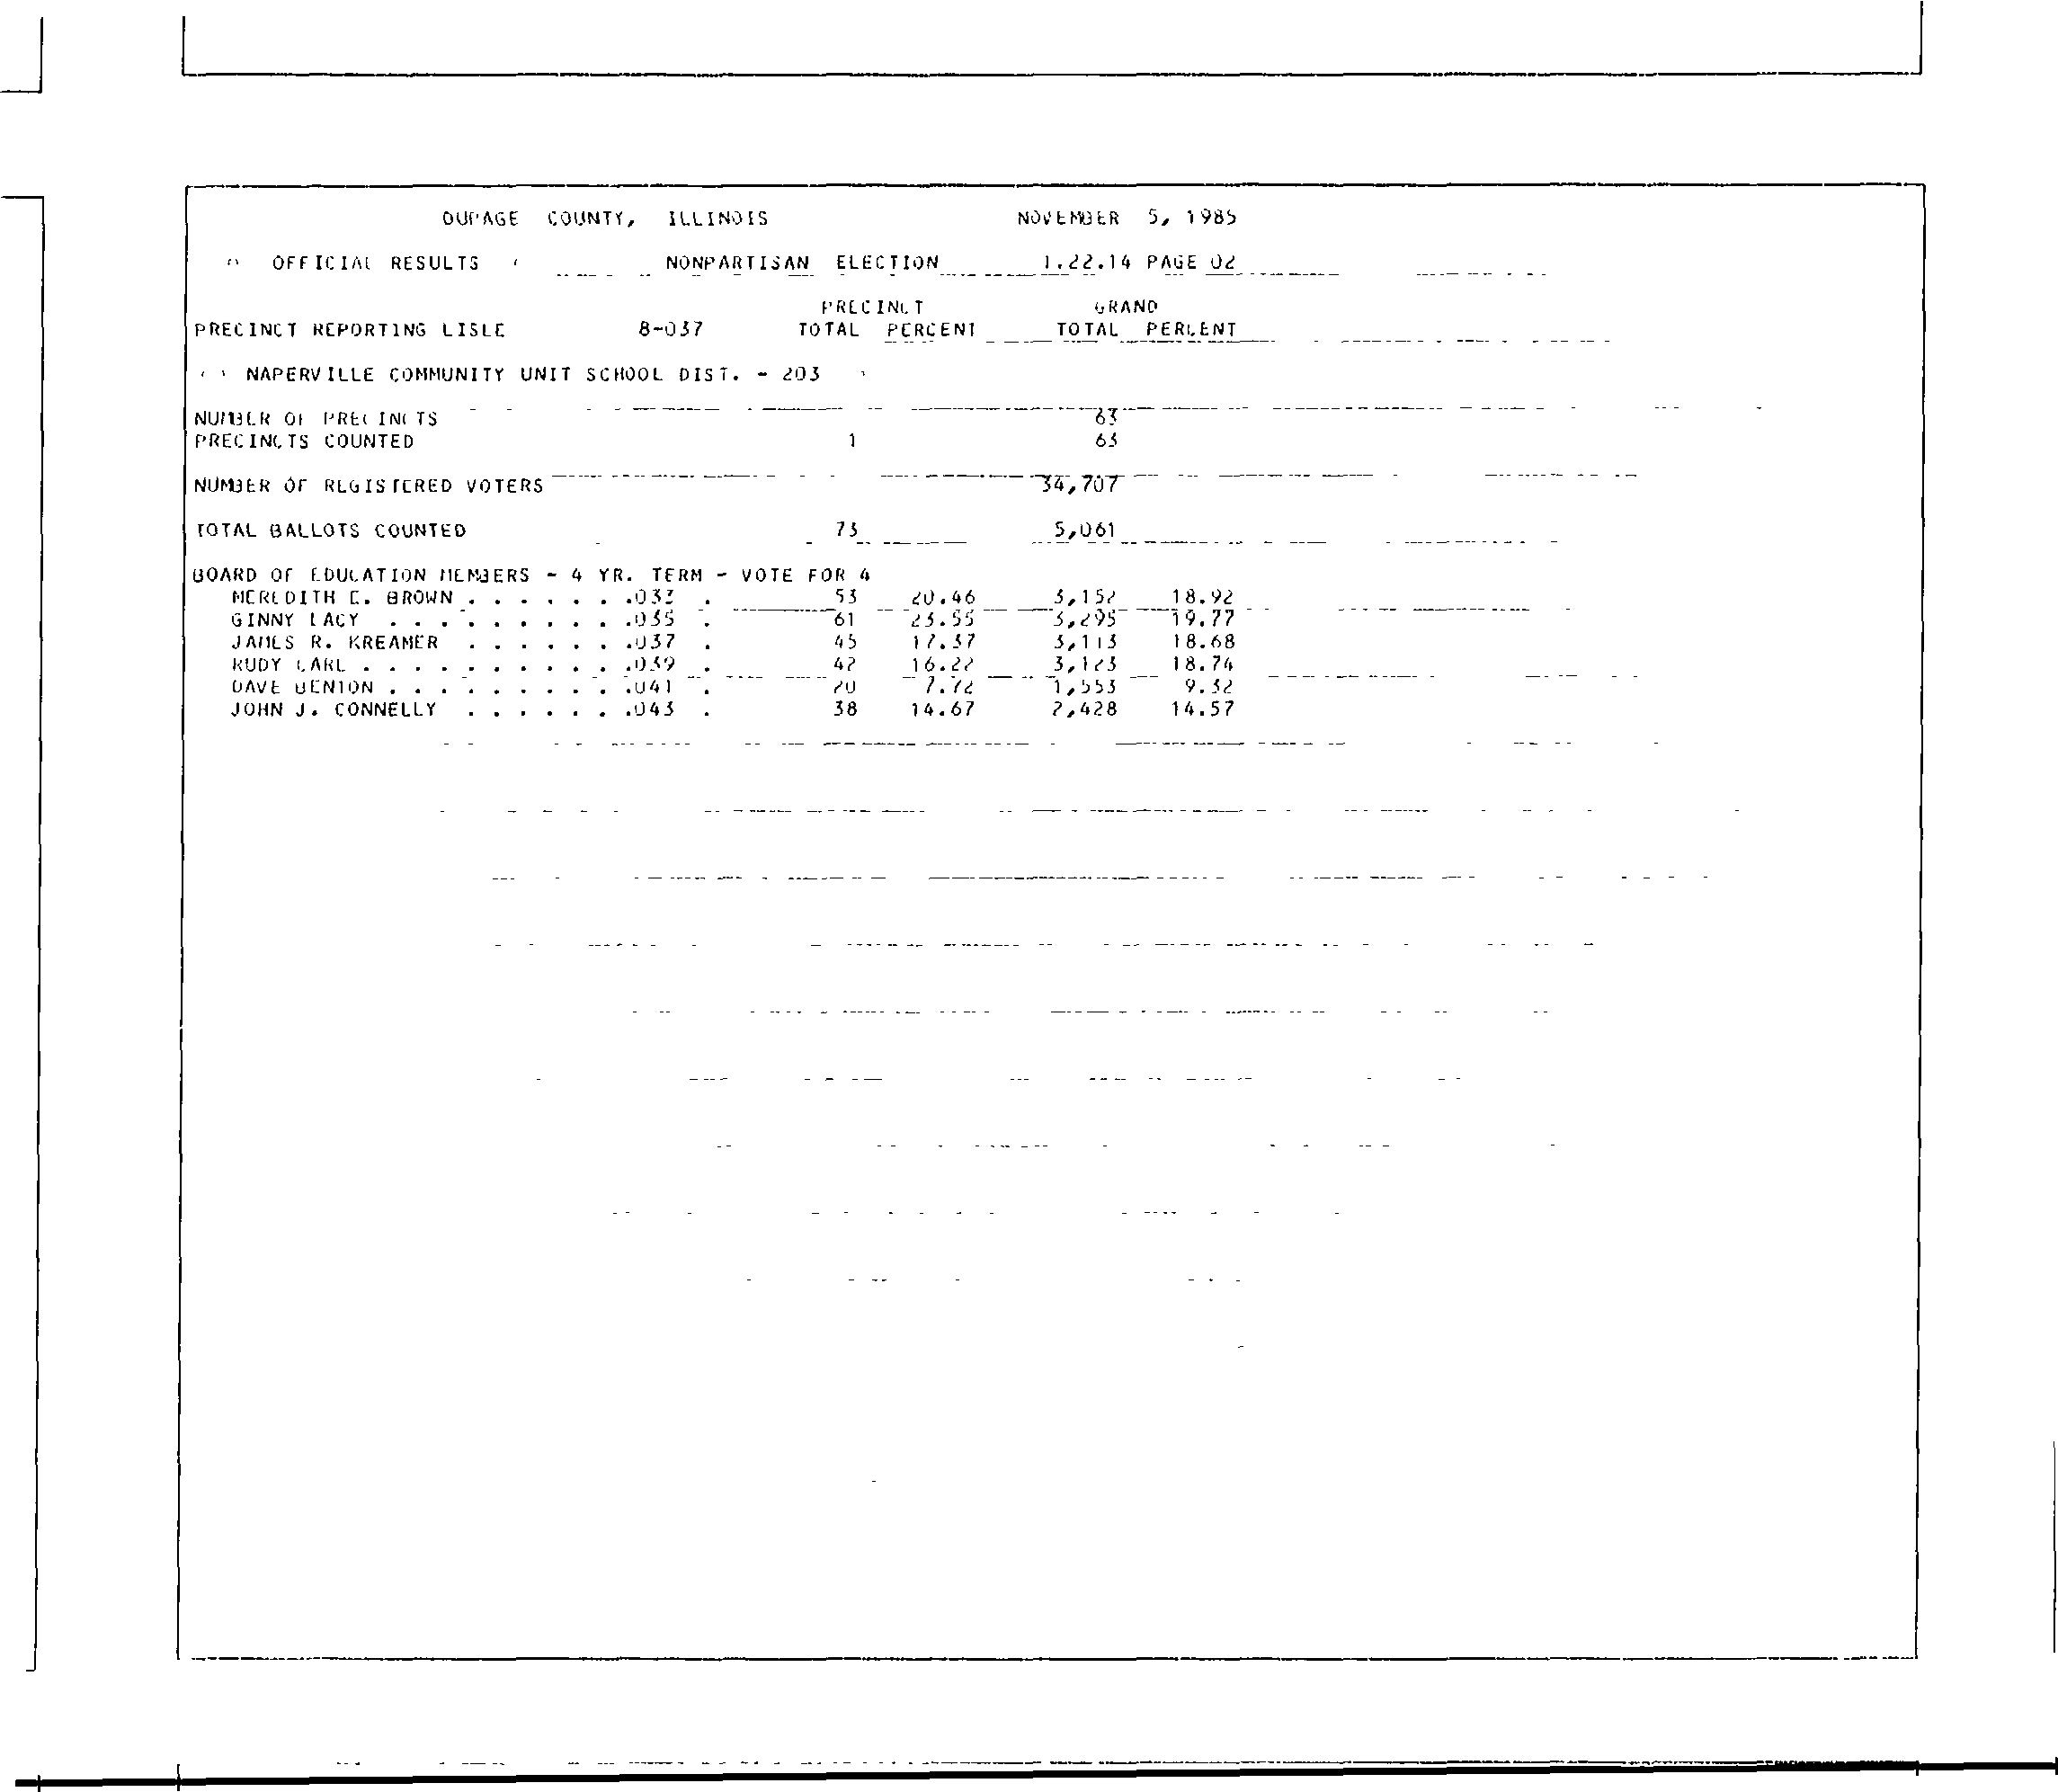 DUPAGE COUNTY, ILLINOIS NOVEMBER 5, 1985
OFFICIAL RESULTS NONPARTISAN ELECTION 1.22.14 PAGE 02
PRECINCT GRAND
PRECINCT REPORTING LISLE 8-037 TOTAL PERCENT TOTAL PERCENT
NAPERVILLE COMMUNITY UNIT SCHOOL DIST. - 203
NUMBER OF PRECINCTS 63
PRECINCTS COUNTED 1 63
NUMBER OF REGISTERED VOTERS 34,707
TOTAL BALLOTS COUNTED 73 5,061
BOARD OF EDUCATION MEMBERS - 4 YR. TERM - VOTE FOR 4
MEREDITH E. BROWN . . . . . . .033 . 53 20.46 3,152 18.92
GINNY LACY . . . . . . . . . .035 . 61 23.55 3,295 19.77
JAMES R. KREAMER . . . . . . .037 . 45 17.37 3,113 18.68
RUDY CARL . . . . . . . . . . .039 . 42 16.22 3,123 18.74
DAVE BENTON . . . . . . . . . .041 . 20 7.72 1,553 9.32
JOHN J. CONNELLY . . . . . . .043 . 38 14.67 2,428 14.57